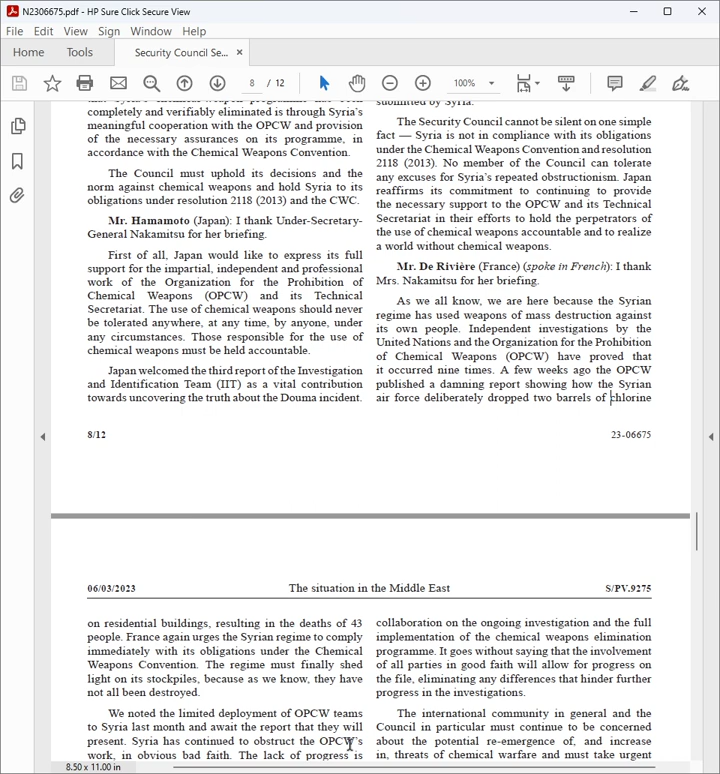 N2306675.pdf - HP Sure Click Secure View
File Edit View Sign Window Help
Home Tools Security Council Se... ×
8 / 12 100%
that Syria's chemical-weapon programme has been
completely and verifiably eliminated is through Syria's
meaningful cooperation with the OPCW and provision
of the necessary assurances on its programme, in
accordance with the Chemical Weapons Convention.
The Council must uphold its decisions and the
norm against chemical weapons and hold Syria to its
obligations under resolution 2118 (2013) and the CWC.
Mr. Hamamoto (Japan): I thank Under-Secretary-
General Nakamitsu for her briefing.
First of all, Japan would like to express its full
support for the impartial, independent and professional
work of the Organization for the Prohibition of
Chemical Weapons (OPCW) and its Technical
Secretariat. The use of chemical weapons should never
be tolerated anywhere, at any time, by anyone, under
any circumstances. Those responsible for the use of
chemical weapons must be held accountable.
Japan welcomed the third report of the Investigation
and Identification Team (IIT) as a vital contribution
towards uncovering the truth about the Douma incident.
submitted by Syria.
The Security Council cannot be silent on one simple
fact — Syria is not in compliance with its obligations
under the Chemical Weapons Convention and resolution
2118 (2013). No member of the Council can tolerate
any excuses for Syria's repeated obstructionism. Japan
reaffirms its commitment to continuing to provide
the necessary support to the OPCW and its Technical
Secretariat in their efforts to hold the perpetrators of
the use of chemical weapons accountable and to realize
a world without chemical weapons.
Mr. De Rivière (France) (spoke in French): I thank
Mrs. Nakamitsu for her briefing.
As we all know, we are here because the Syrian
regime has used weapons of mass destruction against
its own people. Independent investigations by the
United Nations and the Organization for the Prohibition
of Chemical Weapons (OPCW) have proved that
it occurred nine times. A few weeks ago the OPCW
published a damning report showing how the Syrian
air force deliberately dropped two barrels of chlorine
8/12 23-06675
06/03/2023 The situation in the Middle East S/PV.9275
on residential buildings, resulting in the deaths of 43
people. France again urges the Syrian regime to comply
immediately with its obligations under the Chemical
Weapons Convention. The regime must finally shed
light on its stockpiles, because as we know, they have
not all been destroyed.
We noted the limited deployment of OPCW teams
to Syria last month and await the report that they will
present. Syria has continued to obstruct the OPCW's
work, in obvious bad faith. The lack of progress is
collaboration on the ongoing investigation and the full
implementation of the chemical weapons elimination
programme. It goes without saying that the involvement
of all parties in good faith will allow for progress on
the file, eliminating any differences that hinder further
progress in the investigations.
The international community in general and the
Council in particular must continue to be concerned
about the potential re-emergence of, and increase
in, threats of chemical warfare and must take urgent
8.50 x 11.00 in